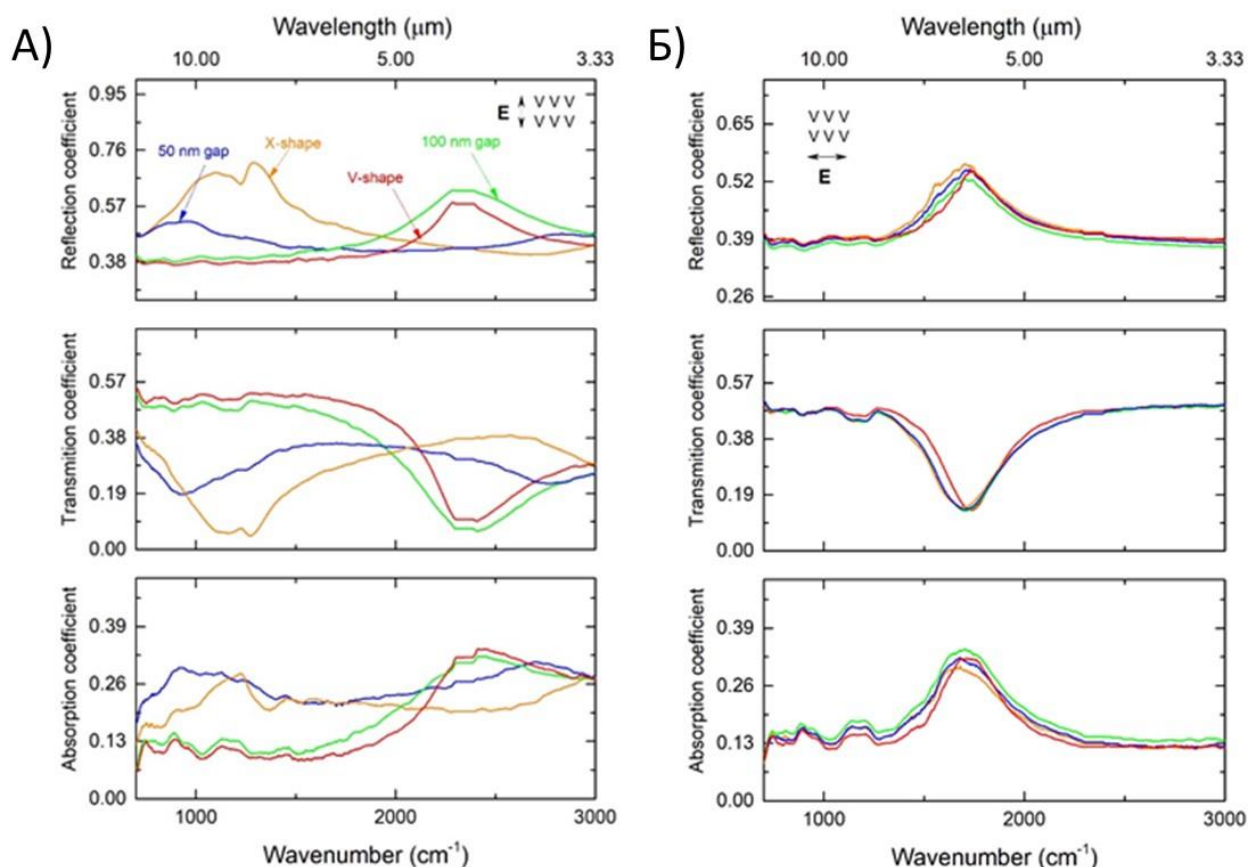 А)
Wavelength (μm)
10.00 5.00 3.33
Reflection coefficient
0.95
0.76
0.57
0.38
50 nm gap
X-shape
V-shape
100 nm gap
E
V V V
V V V
Transmition coefficient
0.57
0.38
0.19
0.00
Absorption coefficient
0.39
0.26
0.13
0.00
1000 2000 3000
Wavenumber (cm⁻¹)
Б)
Wavelength (μm)
10.00 5.00 3.33
Reflection coefficient
0.65
0.52
0.39
0.26
V V V
V V V
E
Transmition coefficient
0.57
0.38
0.19
0.00
Absorption coefficient
0.39
0.26
0.13
0.00
1000 2000 3000
Wavenumber (cm⁻¹)